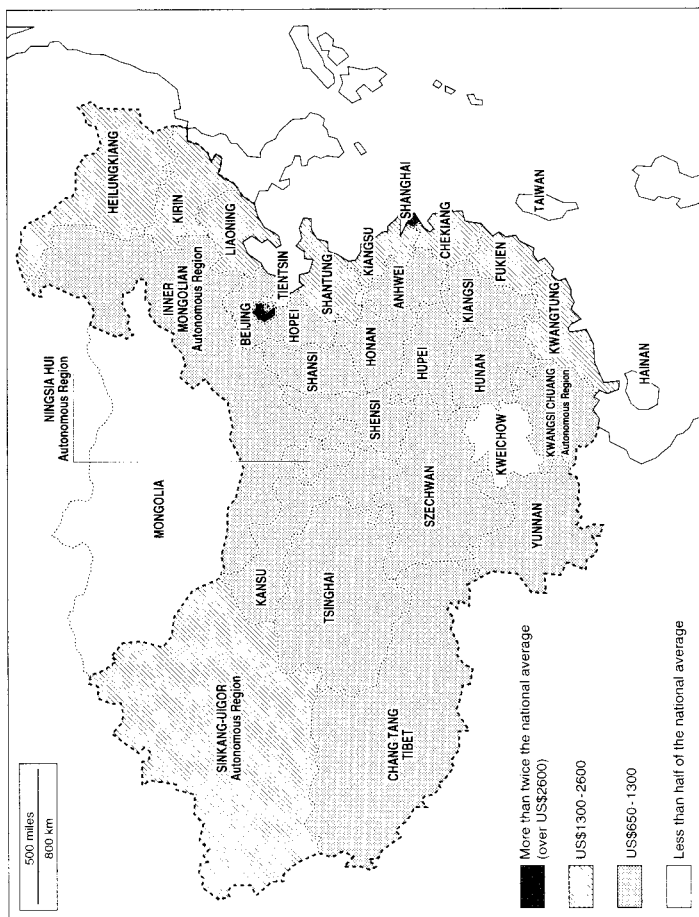 500 miles
800 km
NINGSIA HUI
Autonomous Region
HEILUNGKIANG
KIRIN
LIAONING
INNER
MONGOLIAN
Autonomous Region
MONGOLIA
BEIJING
TIENTSIN
HOPEI
SHANTUNG
SHANSI
KIANGSU
SHANGHAI
HONAN
ANHWEI
CHEKIANG
SHENSI
HUPEI
KIANGSI
FUKIEN
TAIWAN
HUNAN
KWANGTUNG
KWEICHOW
KWANGSI CHUANG
Autonomous Region
HAINAN
SINKANG-UIGOR
Autonomous Region
KANSU
TSINGHAI
SZECHWAN
YUNNAN
CHANG-TANG
TIBET
More than twice the national average
(over US$2600)
US$1300-2600
US$650-1300
Less than half of the national average